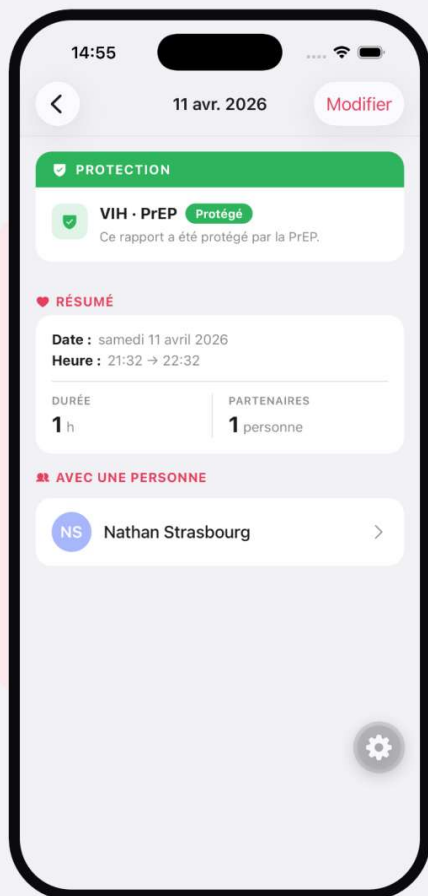 14:55
11 avr. 2026
Modifier
PROTECTION
VIH · PrEP Protégé
Ce rapport a été protégé par la PrEP.
RÉSUMÉ
Date : samedi 11 avril 2026
Heure : 21:32 → 22:32
DURÉE
1 h
PARTENAIRES
1 personne
AVEC UNE PERSONNE
NS
Nathan Strasbourg